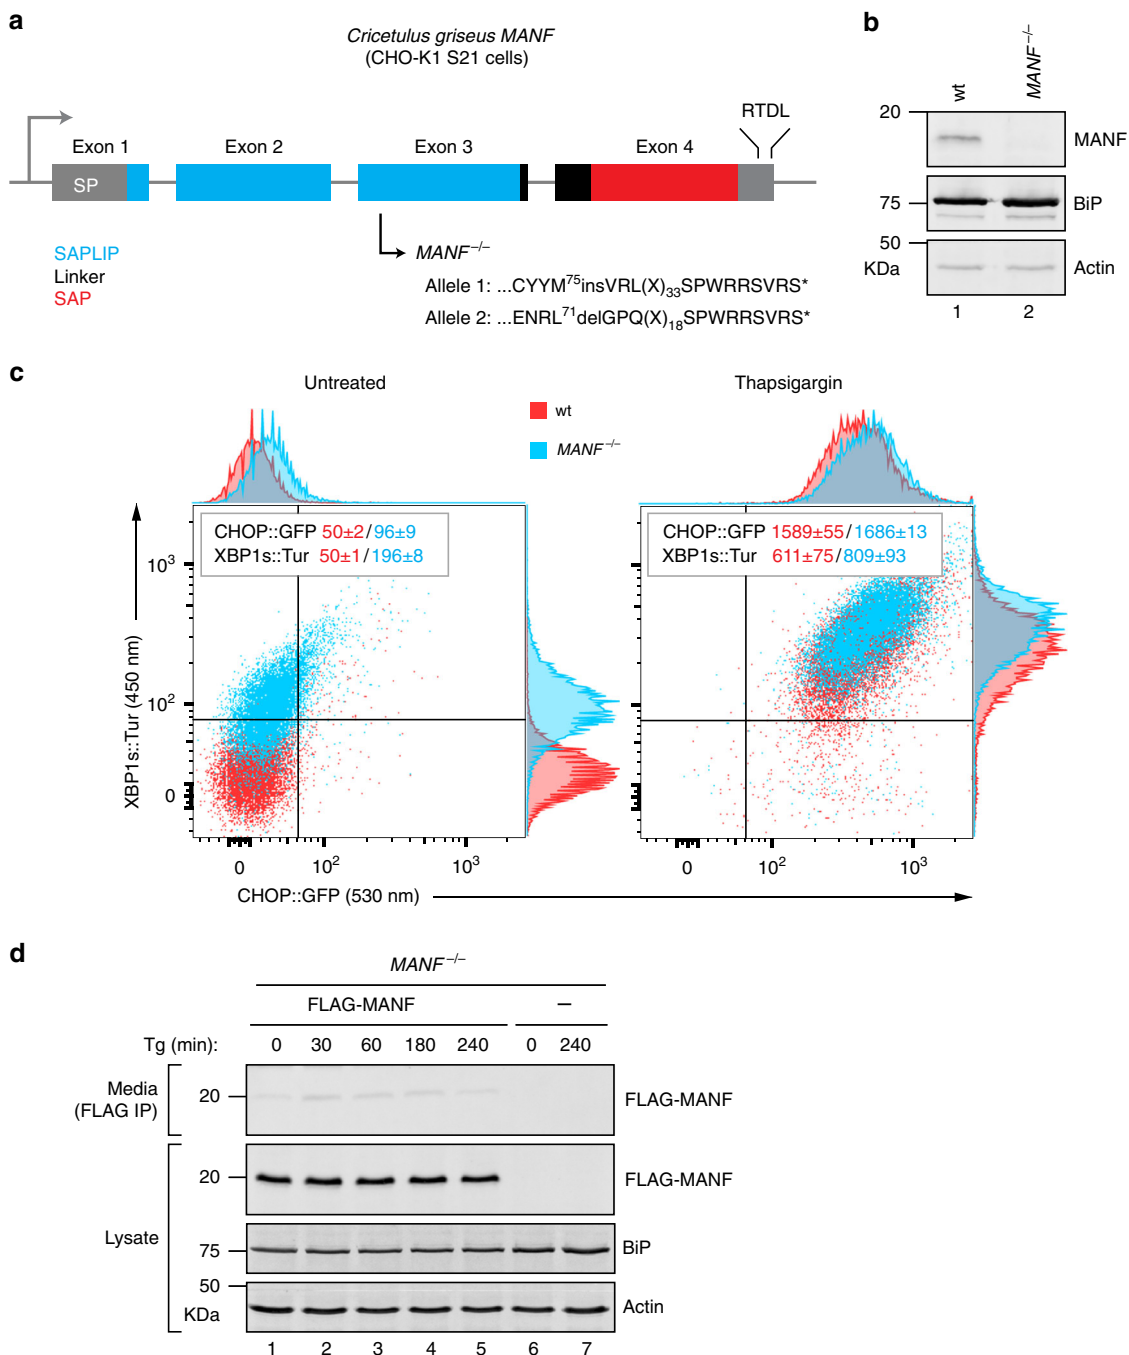 a
Cricetulus griseus MANF
(CHO-K1 S21 cells)
RTDL
Exon 1
Exon 2
Exon 3
Exon 4
SP
SAPLIP
Linker
SAP
MANF–/–
Allele 1: ...CYYM75insVRL(X)33SPWRRSVRS*
Allele 2: ...ENRL71delGPQ(X)18SPWRRSVRS*
b
wt
MANF–/–
20
MANF
75
BiP
50
KDa
Actin
1 2
c
Untreated
Thapsigargin
wt
MANF–/–
CHOP::GFP 50±2/96±9
XBP1s::Tur 50±1/196±8
CHOP::GFP 1589±55/1686±13
XBP1s::Tur 611±75/809±93
XBP1s::Tur (450 nm)
103
102
0
0 102 103
0 102 103
CHOP::GFP (530 nm)
d
MANF–/–
FLAG-MANF
–
Tg (min): 0 30 60 180 240 0 240
Media
(FLAG IP)
20
FLAG-MANF
Lysate
20
FLAG-MANF
75
BiP
50
KDa
Actin
1 2 3 4 5 6 7